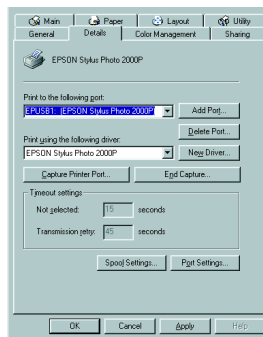 Main Paper Layout Utility
General Details Color Management Sharing
EPSON Stylus Photo 2000P
Print to the following port:
EPUSB1: (EPSON Stylus Photo 2000P) Add Port...
Delete Port...
Print using the following driver:
EPSON Stylus Photo 2000P New Driver...
Capture Printer Port... End Capture...
Timeout settings
Not selected: 15 seconds
Transmission retry: 45 seconds
Spool Settings... Port Settings...
OK Cancel Apply Help